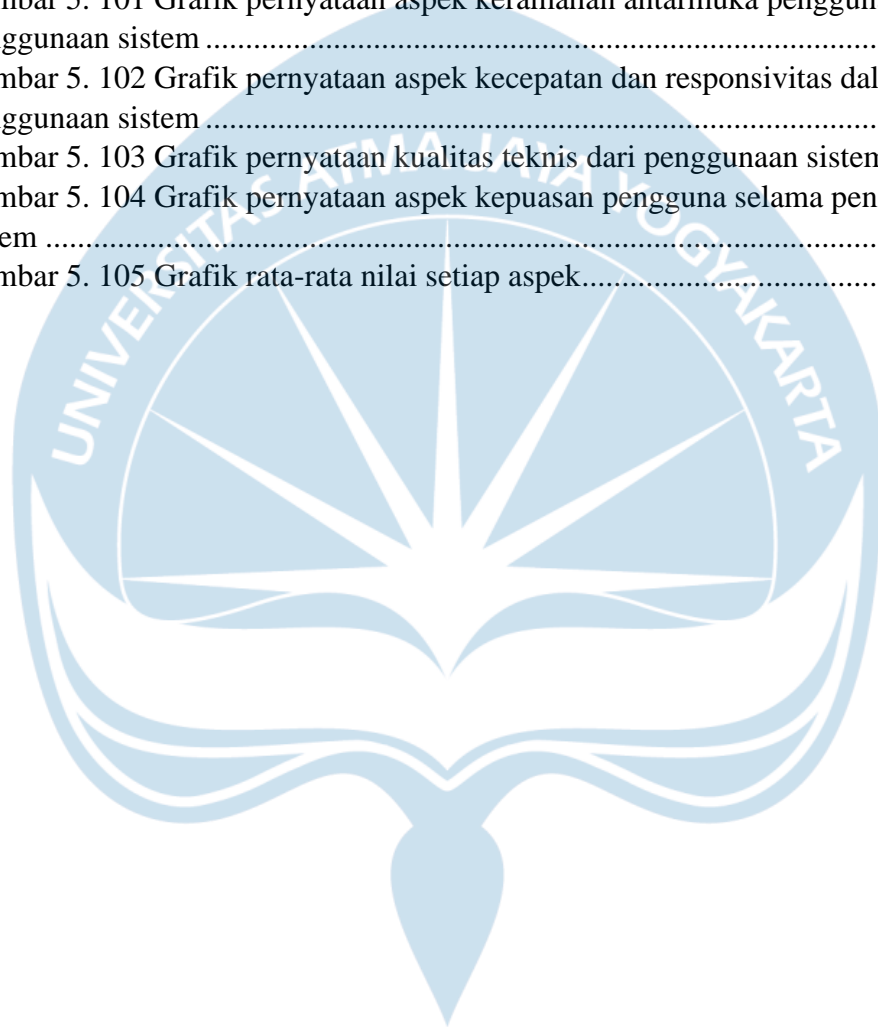 mbar 5. 101 Grafik pernyataan aspek keramahan antarmuka penggun
ggunaan sistem ....................................................................................
mbar 5. 102 Grafik pernyataan aspek kecepatan dan responsivitas dal
ggunaan sistem ....................................................................................
mbar 5. 103 Grafik pernyataan kualitas teknis dari penggunaan sistem
mbar 5. 104 Grafik pernyataan aspek kepuasan pengguna selama pen
em ........................................................................................................
mbar 5. 105 Grafik rata-rata nilai setiap aspek.....................................
UNIVERSITAS ATMA JAYA YOGYAKARTA